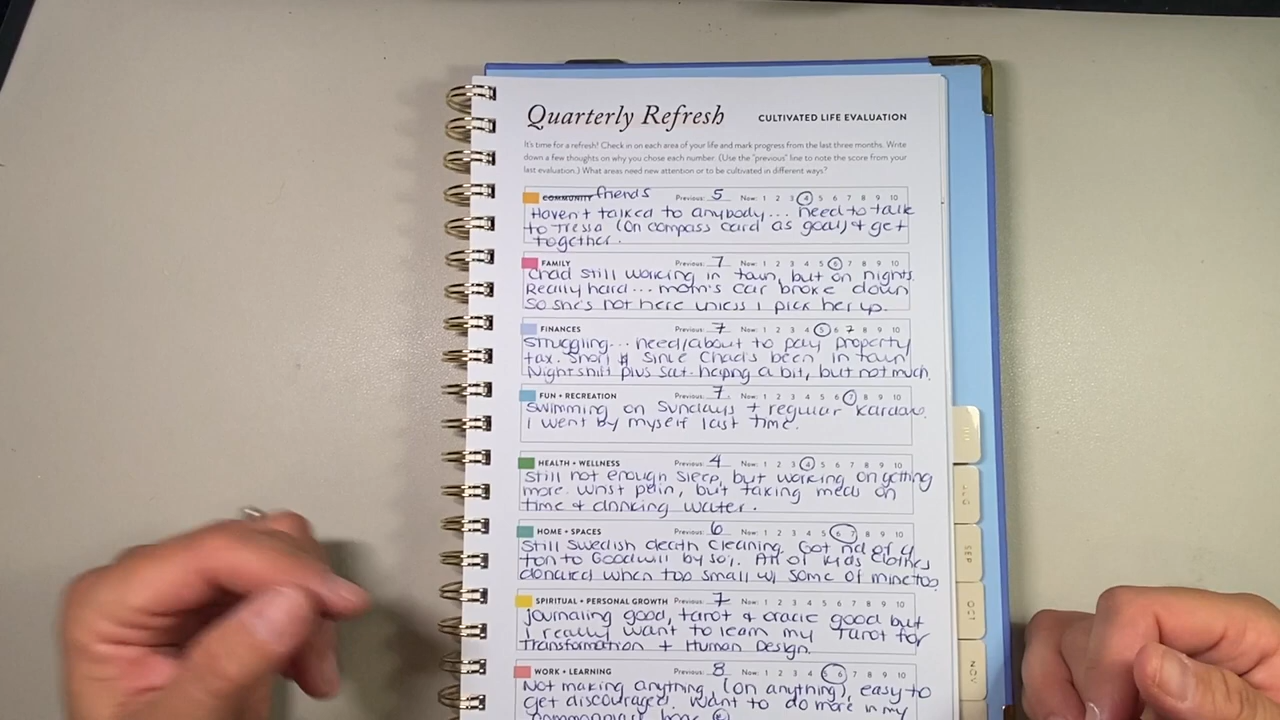 Quarterly Refresh CULTIVATED LIFE EVALUATION
It's time for a refresh! Check in on each area of your life and mark progress from the last three months. Write
down a few thoughts on why you chose each number. (Use the "previous" line to note the score from your
last evaluation.) What areas need new attention or to be cultivated in different ways?
COMMUNITY friends Previous: 5 Now: 1 2 3 4 5 6 7 8 9 10
Haven't talked to anybody... need to talk
to Tressa (on compass card as goal) & get
together.
FAMILY Previous: 7 Now: 1 2 3 4 5 6 7 8 9 10
Chad still working in town, but on nights.
Really hard... mom's car broke down
so she's not here unless I pick her up.
FINANCES Previous: 7 Now: 1 2 3 4 5 6 7 8 9 10
Struggling... need/about to pay property
tax. Short $ since Chad's been in town
Nightshift plus Sat. helping a bit, but not much.
FUN + RECREATION Previous: 7 Now: 1 2 3 4 5 6 7 8 9 10
Swimming on Sundays + regular
I went by myself last time.
HEALTH + WELLNESS Previous: 4 Now: 1 2 3 4 5 6 7 8 9 10
Still not enough sleep, but working on getting
more. Wrist pain, but taking meds on
time & drinking water.
HOME + SPACES Previous: 6 Now: 1 2 3 4 5 6 7 8 9 10
Still Swedish death cleaning. Got rid of a
ton to Goodwill by SoJ. All of kids clothes
donated when too small w/ some of mine too
SPIRITUAL + PERSONAL GROWTH Previous: 7 Now: 1 2 3 4 5 6 7 8 9 10
journaling good, tarot & oracle good but
I really want to learn my Tarot for
Transformation + Human Design.
WORK + LEARNING Previous: 8 Now: 1 2 3 4 5 6 7 8 9 10
Not making anything, (on anything), easy to
get discouraged. Want to do more in my
JUL
AUG
SEP
OCT
NOV